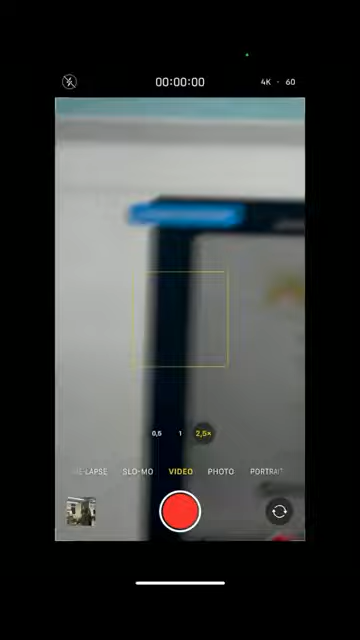 00:00:00
4K · 60
0,5 1 2,5×
SLO-MO VIDEO PHOTO PORTRAIT